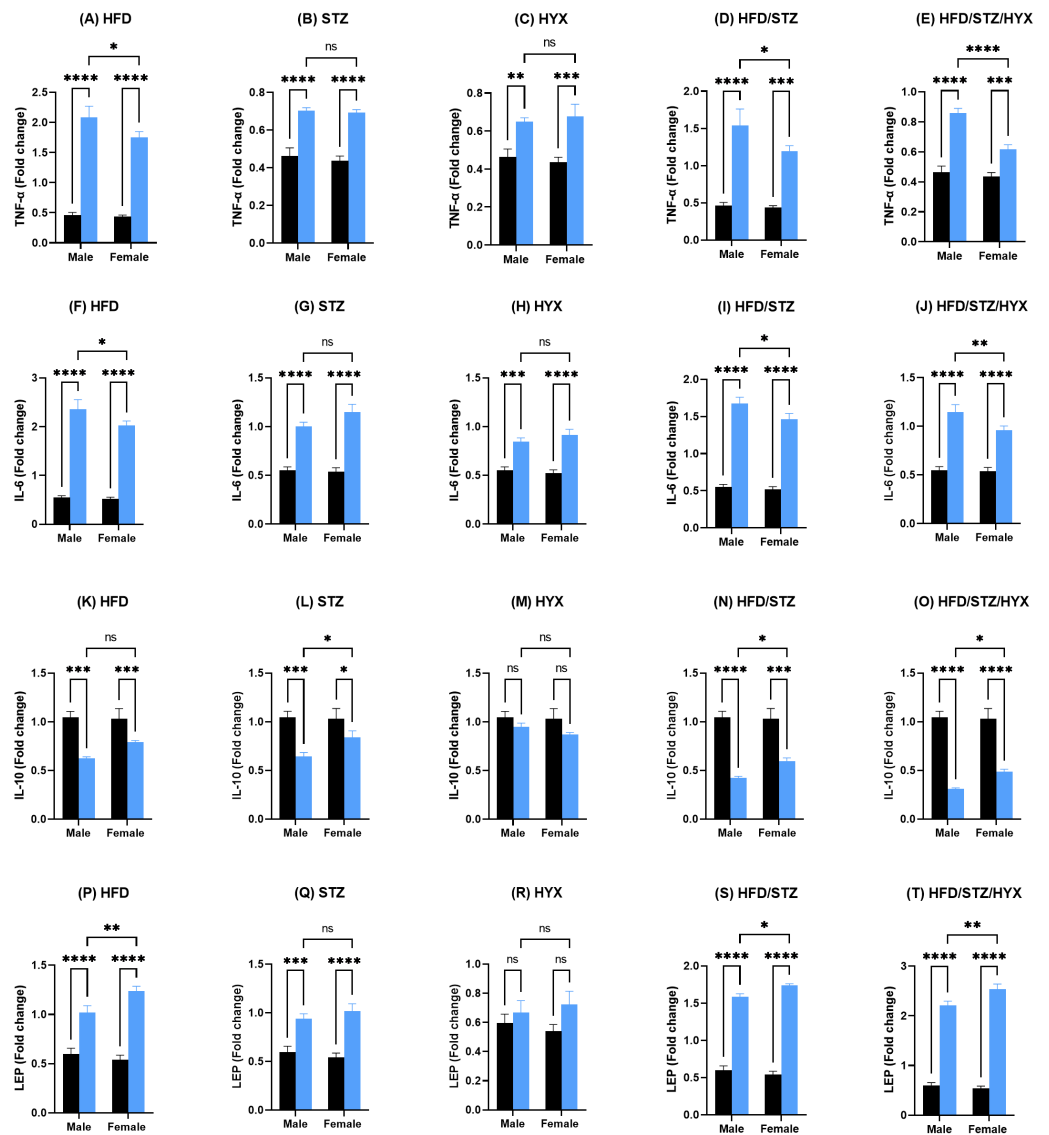 (A) HFD
(B) STZ
(C) HYX
(D) HFD/STZ
(E) HFD/STZ/HYX
*
ns
ns
*
****
**** ****
**** ****
** ***
**** ***
**** ***
TNF-α (Fold change)
2.5
2.0
1.5
1.0
0.5
0.0
Male Female
TNF-α (Fold change)
0.8
0.6
0.4
0.2
0.0
Male Female
TNF-α (Fold change)
0.8
0.6
0.4
0.2
0.0
Male Female
TNF-α (Fold change)
2.0
1.5
1.0
0.5
0.0
Male Female
TNF-α (Fold change)
1.0
0.8
0.6
0.4
0.2
0.0
Male Female
(F) HFD
(G) STZ
(H) HYX
(I) HFD/STZ
(J) HFD/STZ/HYX
*
ns
ns
*
**
**** ****
**** ****
*** ****
**** ****
**** ****
IL-6 (Fold change)
3
2
1
0
Male Female
IL-6 (Fold change)
1.5
1.0
0.5
0.0
Male Female
IL-6 (Fold change)
1.5
1.0
0.5
0.0
Male Female
IL-6 (Fold change)
2.0
1.5
1.0
0.5
0.0
Male Female
IL-6 (Fold change)
1.5
1.0
0.5
0.0
Male Female
(K) HFD
(L) STZ
(M) HYX
(N) HFD/STZ
(O) HFD/STZ/HYX
ns
*
ns
*
*
*** ***
*** *
ns ns
**** ***
**** ****
IL-10 (Fold change)
1.5
1.0
0.5
0.0
Male Female
IL-10 (Fold change)
1.5
1.0
0.5
0.0
Male Female
IL-10 (Fold change)
1.5
1.0
0.5
0.0
Male Female
IL-10 (Fold change)
1.5
1.0
0.5
0.0
Male Female
IL-10 (Fold change)
1.5
1.0
0.5
0.0
Male Female
(P) HFD
(Q) STZ
(R) HYX
(S) HFD/STZ
(T) HFD/STZ/HYX
**
ns
ns
*
**
**** ****
*** ****
ns ns
**** ****
**** ****
LEP (Fold change)
1.5
1.0
0.5
0.0
Male Female
LEP (Fold change)
1.5
1.0
0.5
0.0
Male Female
LEP (Fold change)
1.0
0.8
0.6
0.4
0.2
0.0
Male Female
LEP (Fold change)
2.0
1.5
1.0
0.5
0.0
Male Female
LEP (Fold change)
3
2
1
0
Male Female